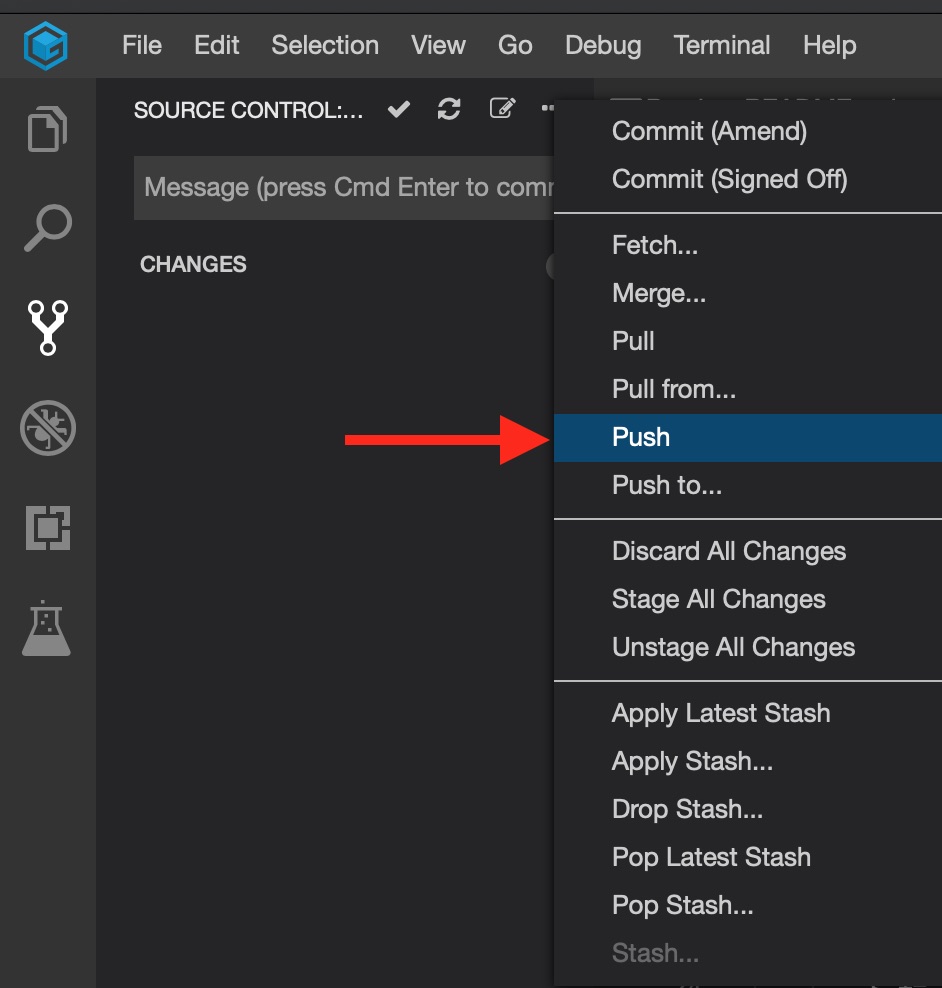 File Edit Selection View Go Debug Terminal Help
SOURCE CONTROL:...
Message (press Cmd Enter to
CHANGES
Commit (Amend)
Commit (Signed Off)
Fetch...
Merge...
Pull
Pull from...
Push
Push to...
Discard All Changes
Stage All Changes
Unstage All Changes
Apply Latest Stash
Apply Stash...
Drop Stash...
Pop Latest Stash
Pop Stash...
Stash...